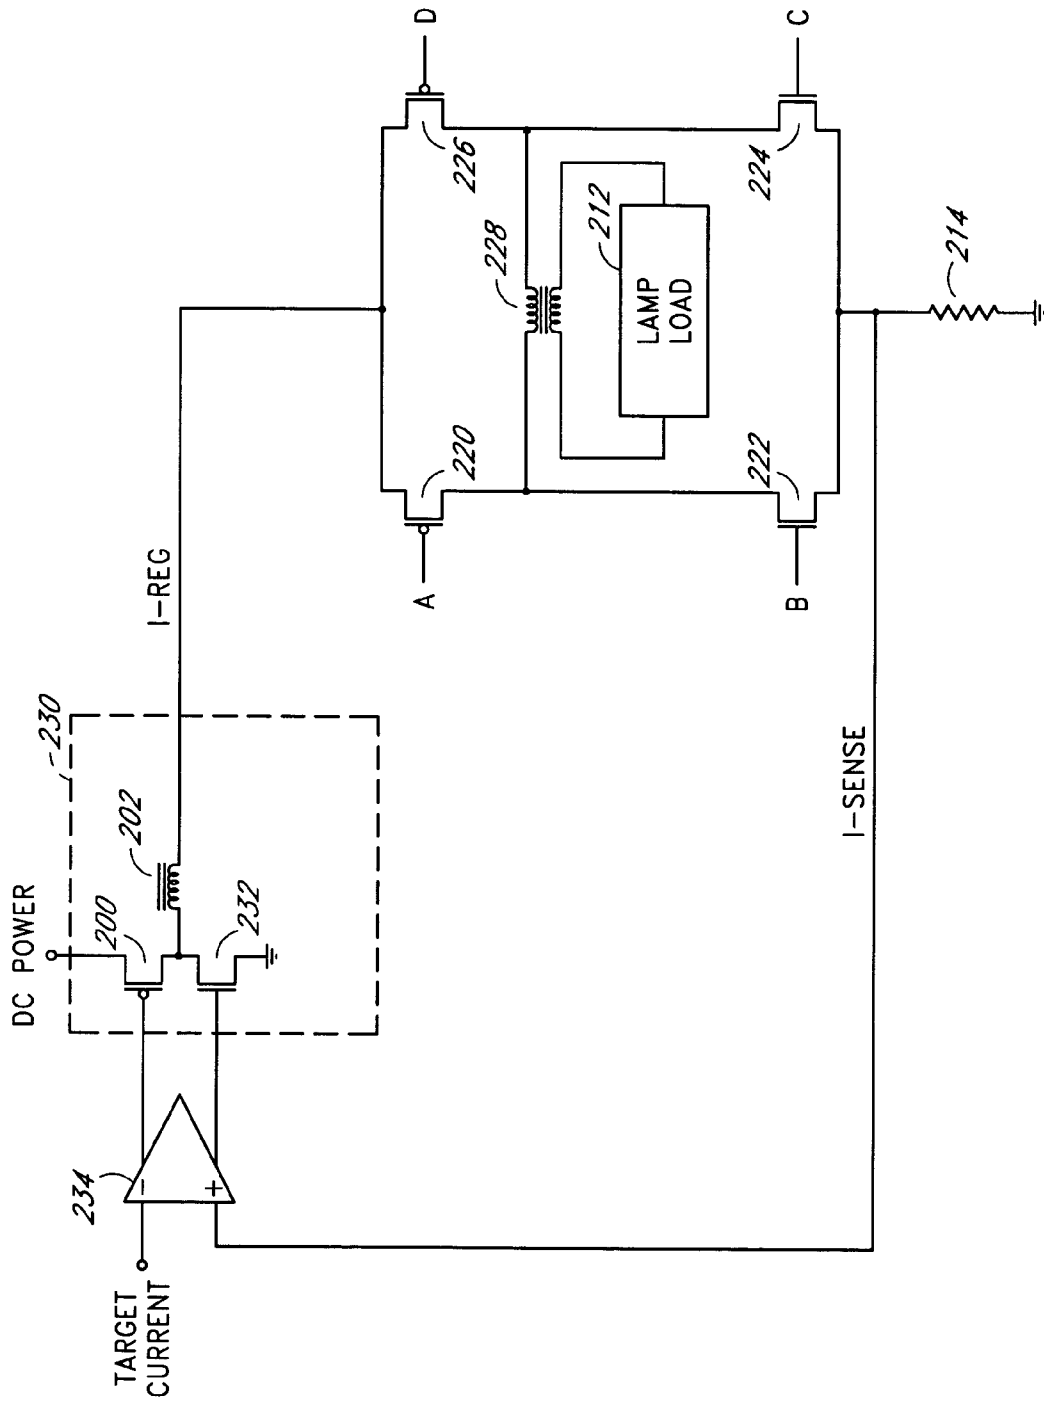 DC POWER
230
200
202
232
234
TARGET
CURRENT
I-REG
I-SENSE
A
220
B
222
228
212
LAMP
LOAD
D
226
C
224
214
−
+